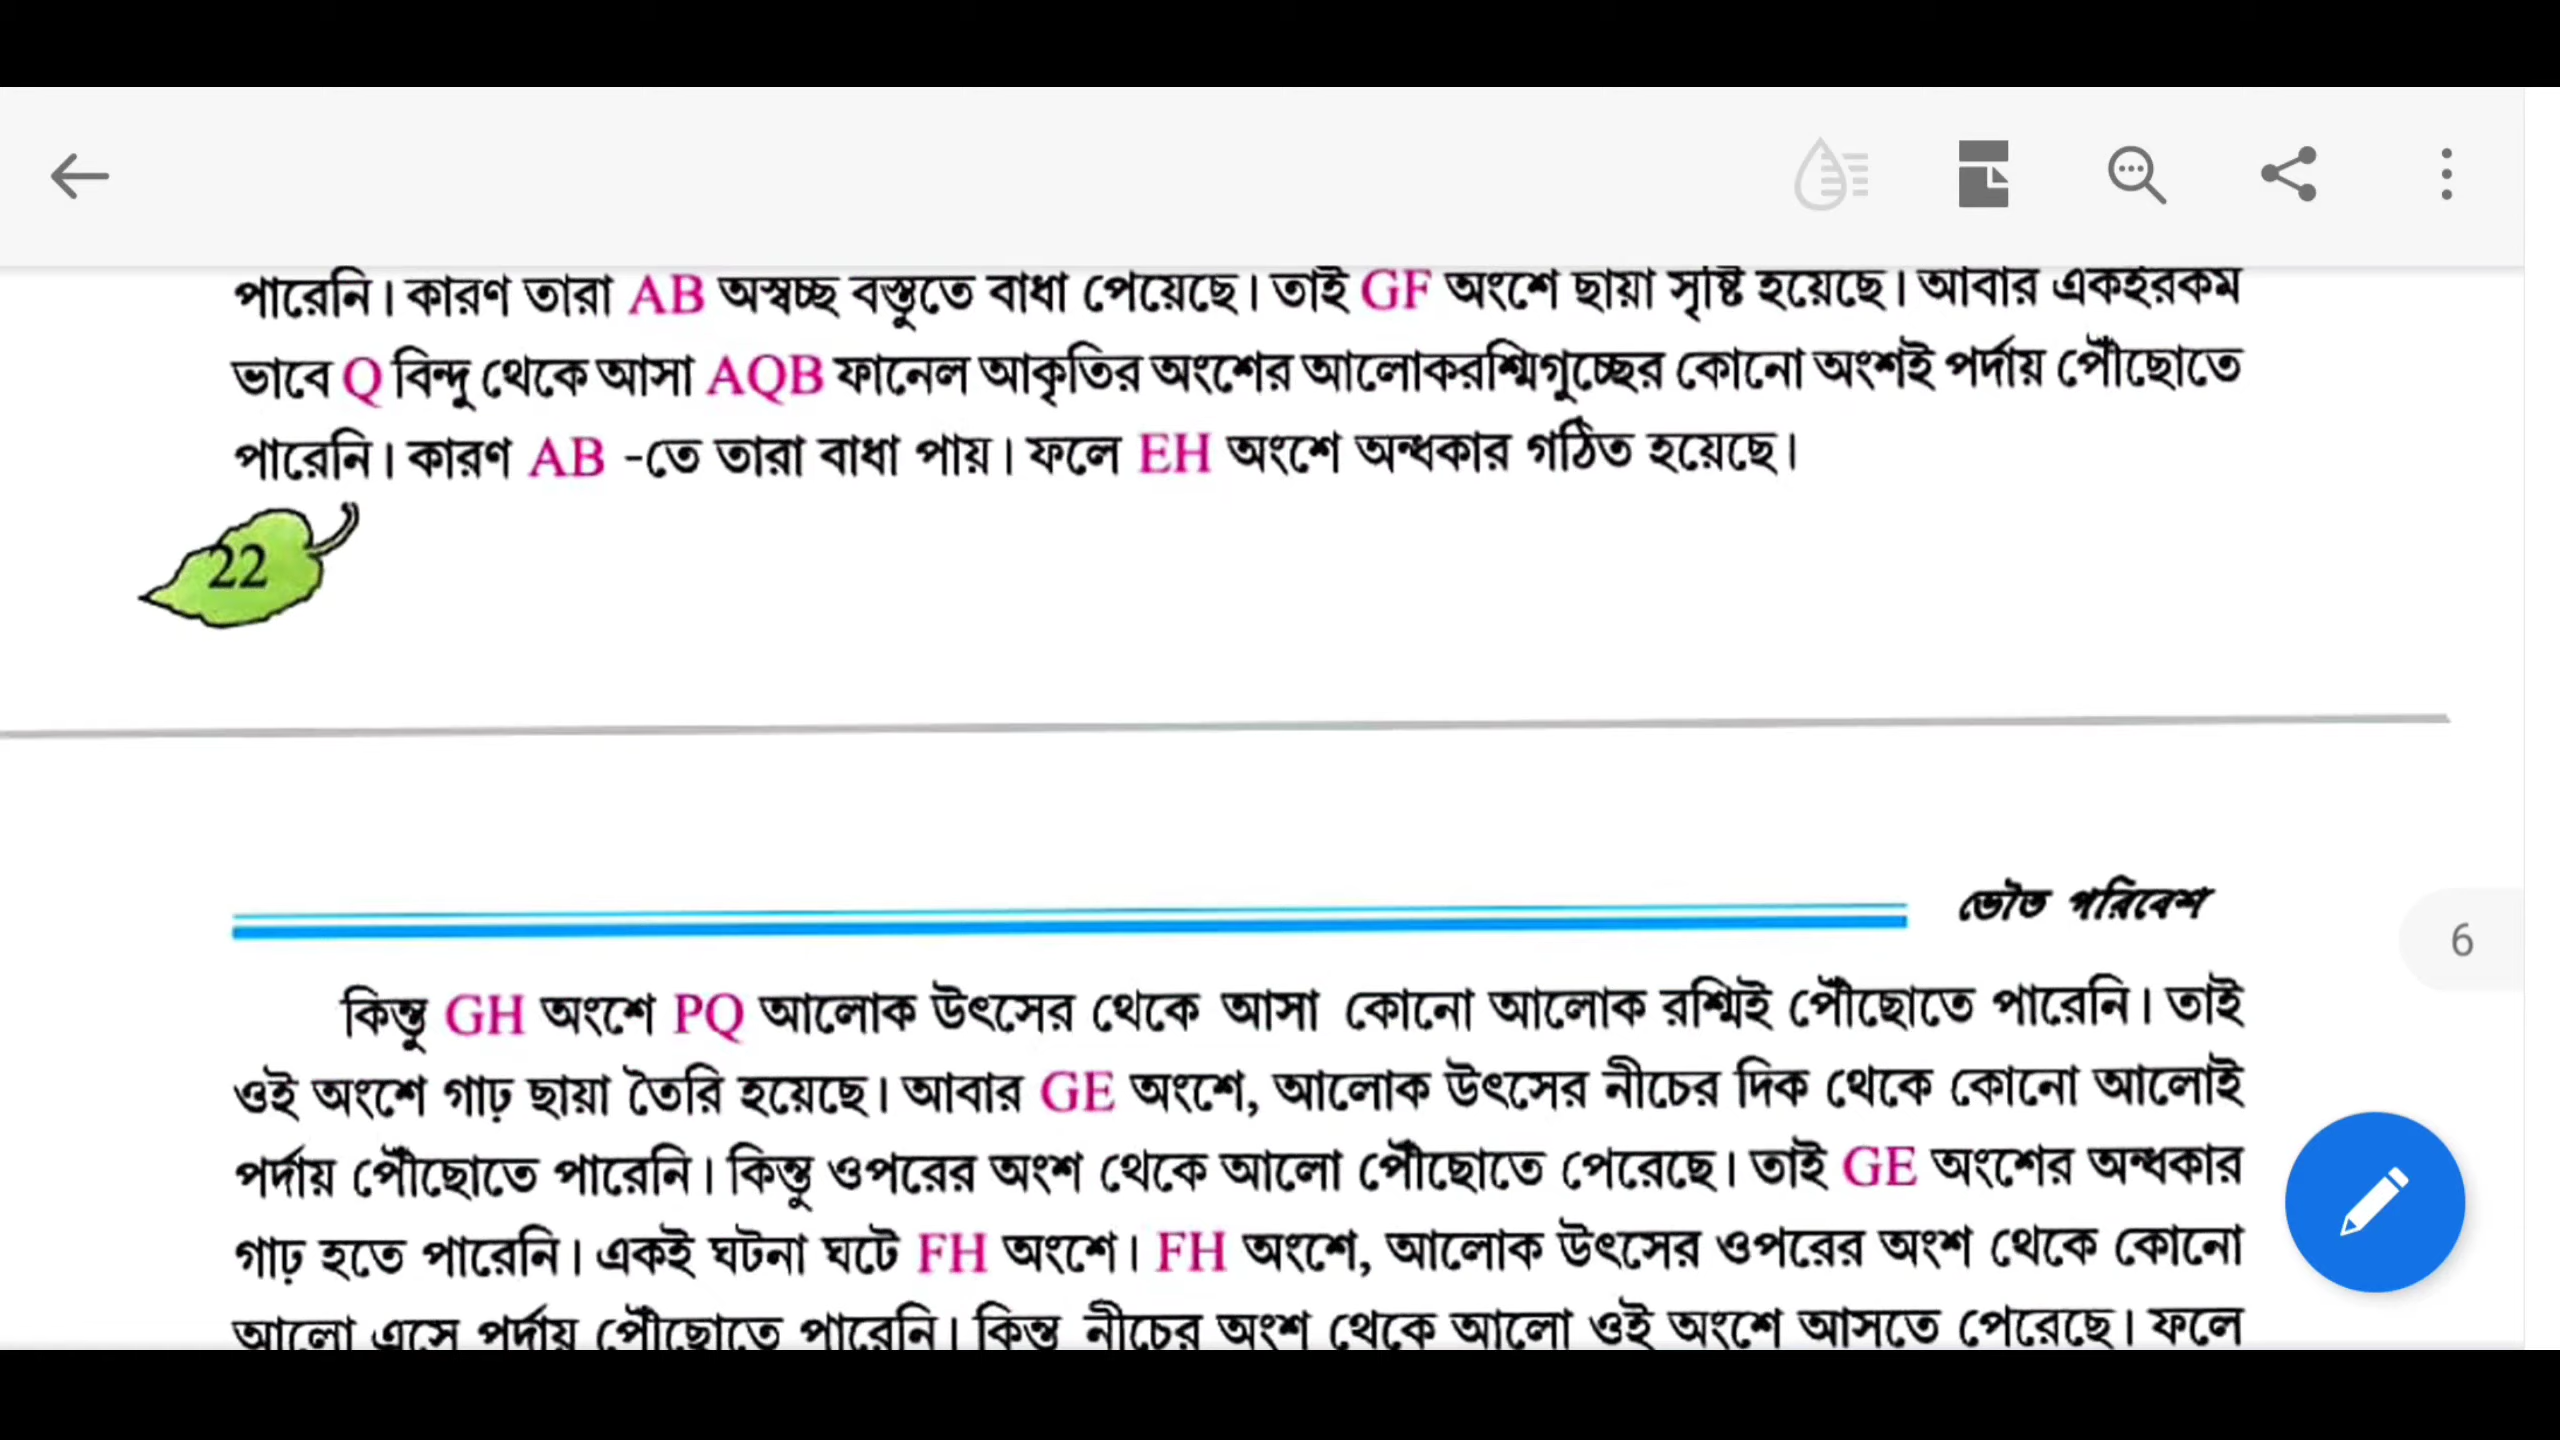 পারেনি। কারণ তারা AB অস্বচ্ছ বস্তুতে বাধা পেয়েছে। তাই GF অংশে ছায়া সৃষ্টি হয়েছে। আবার একইরকম
ভাবে Q বিন্দু থেকে আসা AQB ফানেল আকৃতির অংশের আলোকরশ্মিগুচ্ছের কোনো অংশই পর্দায় পৌঁছোতে
পারেনি। কারণ AB -তে তারা বাধা পায়। ফলে EH অংশে অন্ধকার গঠিত হয়েছে।
22
ভৌত পরিবেশ
6
কিন্তু GH অংশে PQ আলোক উৎসের থেকে আসা কোনো আলোক রশ্মিই পৌঁছোতে পারেনি। তাই
ওই অংশে গাঢ় ছায়া তৈরি হয়েছে। আবার GE অংশে, আলোক উৎসের নীচের দিক থেকে কোনো আলোই
পর্দায় পৌঁছোতে পারেনি। কিন্তু ওপরের অংশ থেকে আলো পৌঁছোতে পেরেছে। তাই GE অংশের অন্ধকার
গাঢ় হতে পারেনি। একই ঘটনা ঘটে FH অংশে। FH অংশে, আলোক উৎসের ওপরের অংশ থেকে কোনো
আলো এসে পর্দায় পৌঁছোতে পারেনি। কিন্তু নীচের অংশ থেকে আলো ওই অংশে আসতে পেরেছে। ফলে